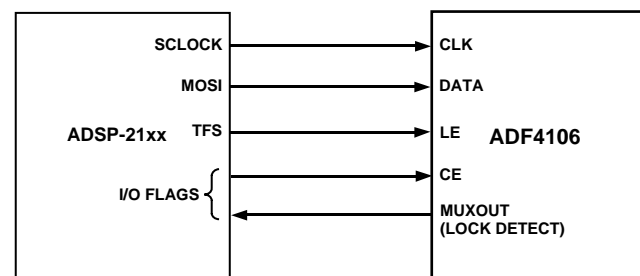 SCLOCK
MOSI
TFS
ADSP-21xx
I/O FLAGS
CLK
DATA
LE
ADF4106
CE
MUXOUT
(LOCK DETECT)